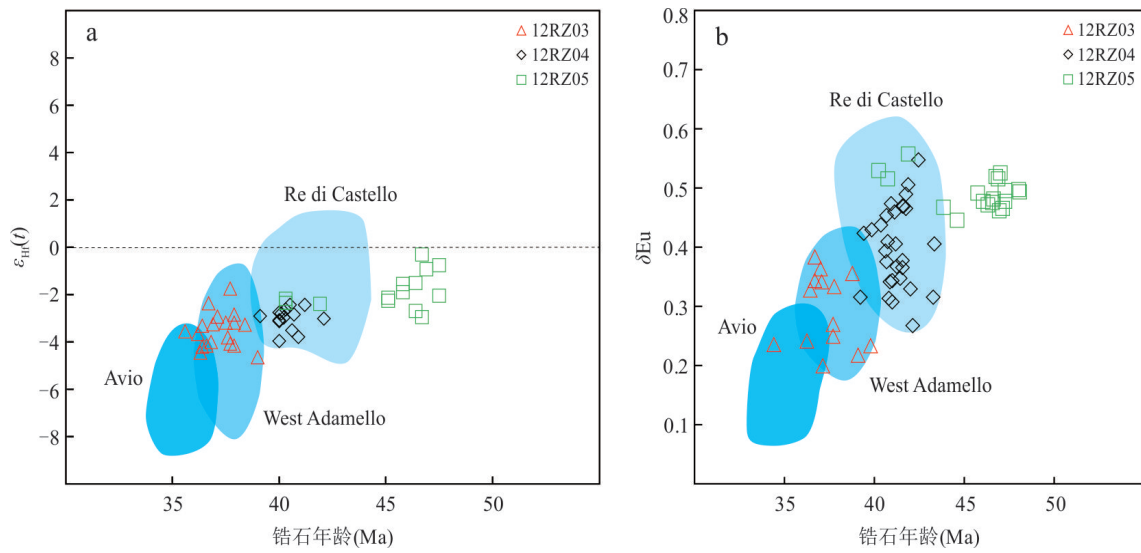 a
12RZ03
12RZ04
12RZ05
8
6
4
2
0
−2
−4
−6
−8
εHf(t)
Re di Castello
Avio
West Adamello
35
40
45
50
锆石年龄(Ma)
b
12RZ03
12RZ04
12RZ05
0.8
0.7
0.6
0.5
0.4
0.3
0.2
0.1
δEu
Re di Castello
Avio
West Adamello
35
40
45
50
锆石年龄(Ma)